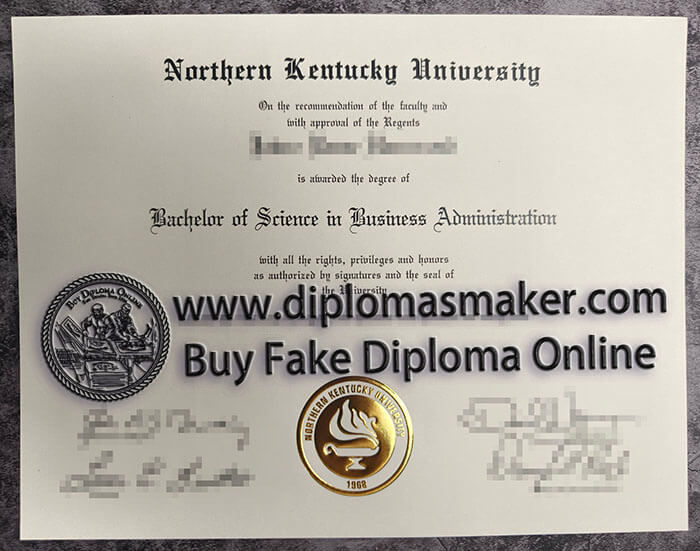 Northern Kentucky University
On the recommendation of the faculty and
with approval of the Regents
is awarded the degree of
Bachelor of Science in Business Administration
with all the rights, privileges and honors
as authorized by signatures and the seal of
the University
BUY DIPLOMA ONLINE
www.diplomasmaker.com
Buy Fake Diploma Online
NORTHERN KENTUCKY UNIVERSITY
1968